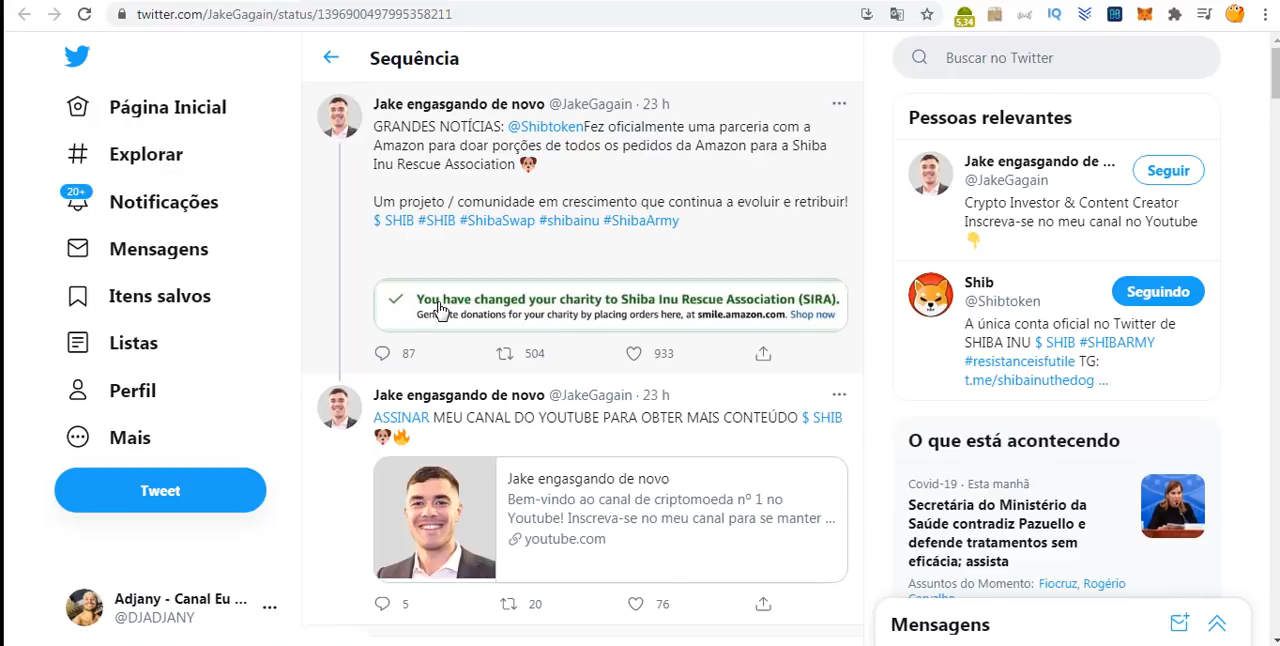 twitter.com/JakeGagain/status/1396900497995358211
5,34
IQ
Página Inicial
Explorar
20+
Notificações
Mensagens
Itens salvos
Listas
Perfil
Mais
Tweet
Adjany - Canal Eu ...
@DJADJANY
Sequência
Jake engasgando de novo @JakeGagain · 23 h
GRANDES NOTÍCIAS: @ShibtokenFez oficialmente uma parceria com a
Amazon para doar porções de todos os pedidos da Amazon para a Shiba
Inu Rescue Association 🐶
Um projeto / comunidade em crescimento que continua a evoluir e retribuir!
$ SHIB #SHIB #ShibaSwap #shibainu #ShibaArmy
You have changed your charity to Shiba Inu Rescue Association (SIRA).
Generate donations for your charity by placing orders here, at smile.amazon.com. Shop now
87 504 933
Jake engasgando de novo @JakeGagain · 23 h
ASSINAR MEU CANAL DO YOUTUBE PARA OBTER MAIS CONTEÚDO $ SHIB
🐶🔥
Jake engasgando de novo
Bem-vindo ao canal de criptomoeda nº 1 no
Youtube! Inscreva-se no meu canal para se manter ...
youtube.com
5 20 76
Buscar no Twitter
Pessoas relevantes
Jake engasgando de ...
@JakeGagain
Seguir
Crypto Investor & Content Creator
Inscreva-se no meu canal no Youtube
👇
Shib
@Shibtoken
Seguindo
A única conta oficial no Twitter de
SHIBA INU $ SHIB #SHIBARMY
#resistanceisfutile TG:
t.me/shibainuthedog ...
O que está acontecendo
Covid-19 · Esta manhã
Secretária do Ministério da
Saúde contradiz Pazuello e
defende tratamentos sem
eficácia; assista
Assuntos do Momento: Fiocruz, Rogério
Carvalho
Mensagens